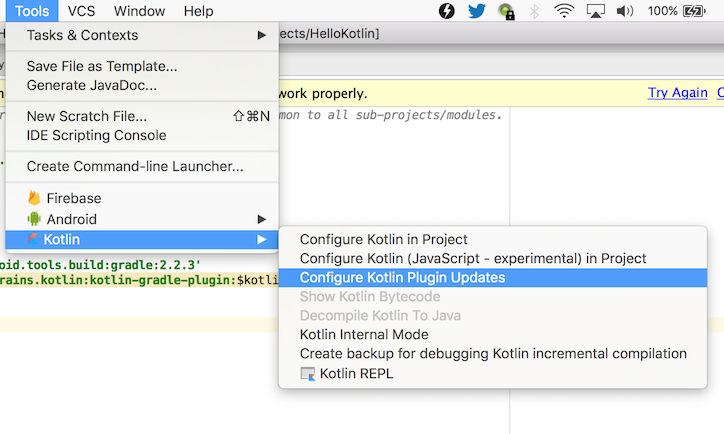 Tools VCS Window Help 100%
ects/HelloKotlin]
Tasks & Contexts
work properly. Try Again
Save File as Template...
Generate JavaDoc...
New Scratch File... ⇧⌘N
mon to all sub-projects/modules.
IDE Scripting Console
Create Command-line Launcher...
Firebase
Android
Kotlin
Configure Kotlin in Project
Configure Kotlin (JavaScript - experimental) in Project
oid.tools.build:gradle:2.2.3'
Configure Kotlin Plugin Updates
rains.kotlin:kotlin-gradle-plugin:$kotli
Show Kotlin Bytecode
Decompile Kotlin To Java
Kotlin Internal Mode
Create backup for debugging Kotlin incremental compilation
Kotlin REPL